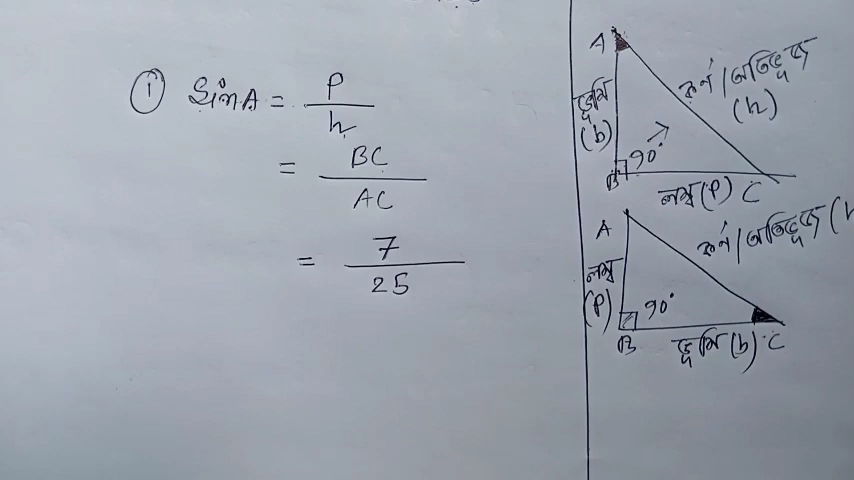 ① SinA = P/h
= BC/AC
= 7/25
A
কর্ণ/অতিভূজ (h)
ভূমি (b)
90°
B
লম্ব (P) C
A
কর্ণ/অতিভূজ (h
লম্ব (P)
90°
B
ভূমি (b) C